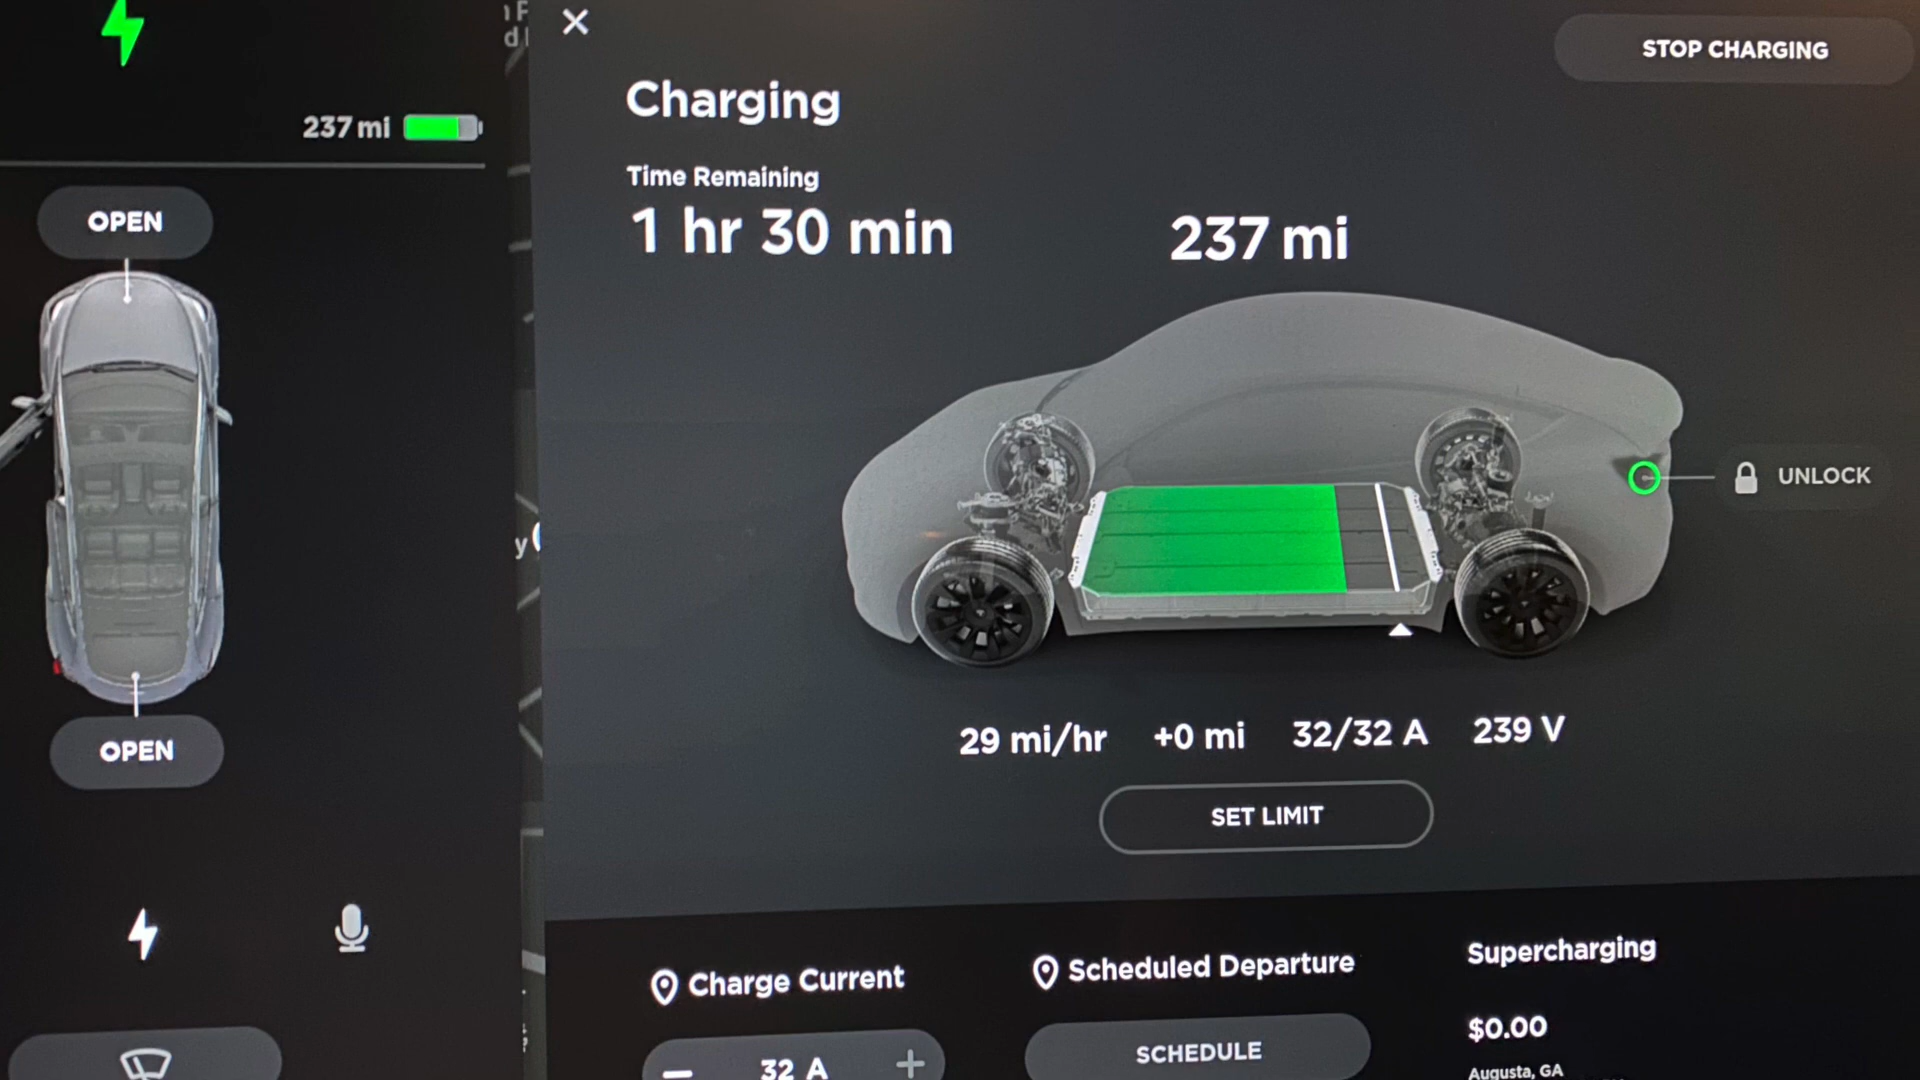 237 mi
OPEN
OPEN
STOP CHARGING
Charging
Time Remaining
1 hr 30 min
237 mi
UNLOCK
29 mi/hr +0 mi 32/32 A 239 V
SET LIMIT
Charge Current
32 A
Scheduled Departure
SCHEDULE
Supercharging
$0.00
Augusta, GA